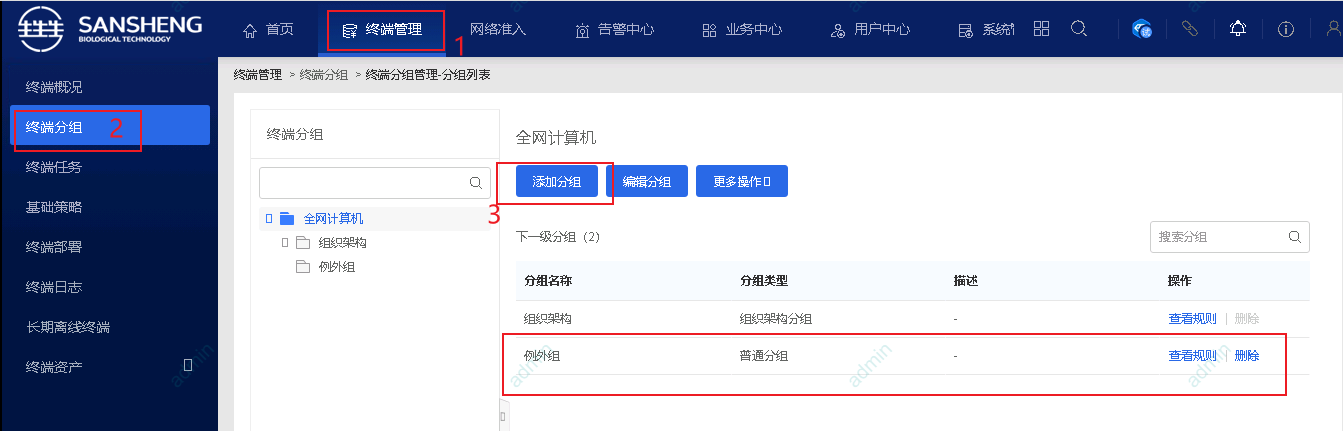 SANSHENG
BIOLOGICAL TECHNOLOGY
首页
终端管理
1
网络准入
告警中心
业务中心
用户中心
系统
试
终端概况
终端分组
2
终端任务
基础策略
终端部署
终端日志
长期离线终端
终端资产
终端管理 > 终端分组 > 终端分组管理-分组列表
终端分组
全网计算机
组织架构
例外组
全网计算机
添加分组
编辑分组
更多操作
3
下一级分组（2）
搜索分组
分组名称 分组类型 描述 操作
组织架构 组织架构分组 - 查看规则 | 删除
例外组 普通分组 - 查看规则 | 删除
admin
admin
admin
admin